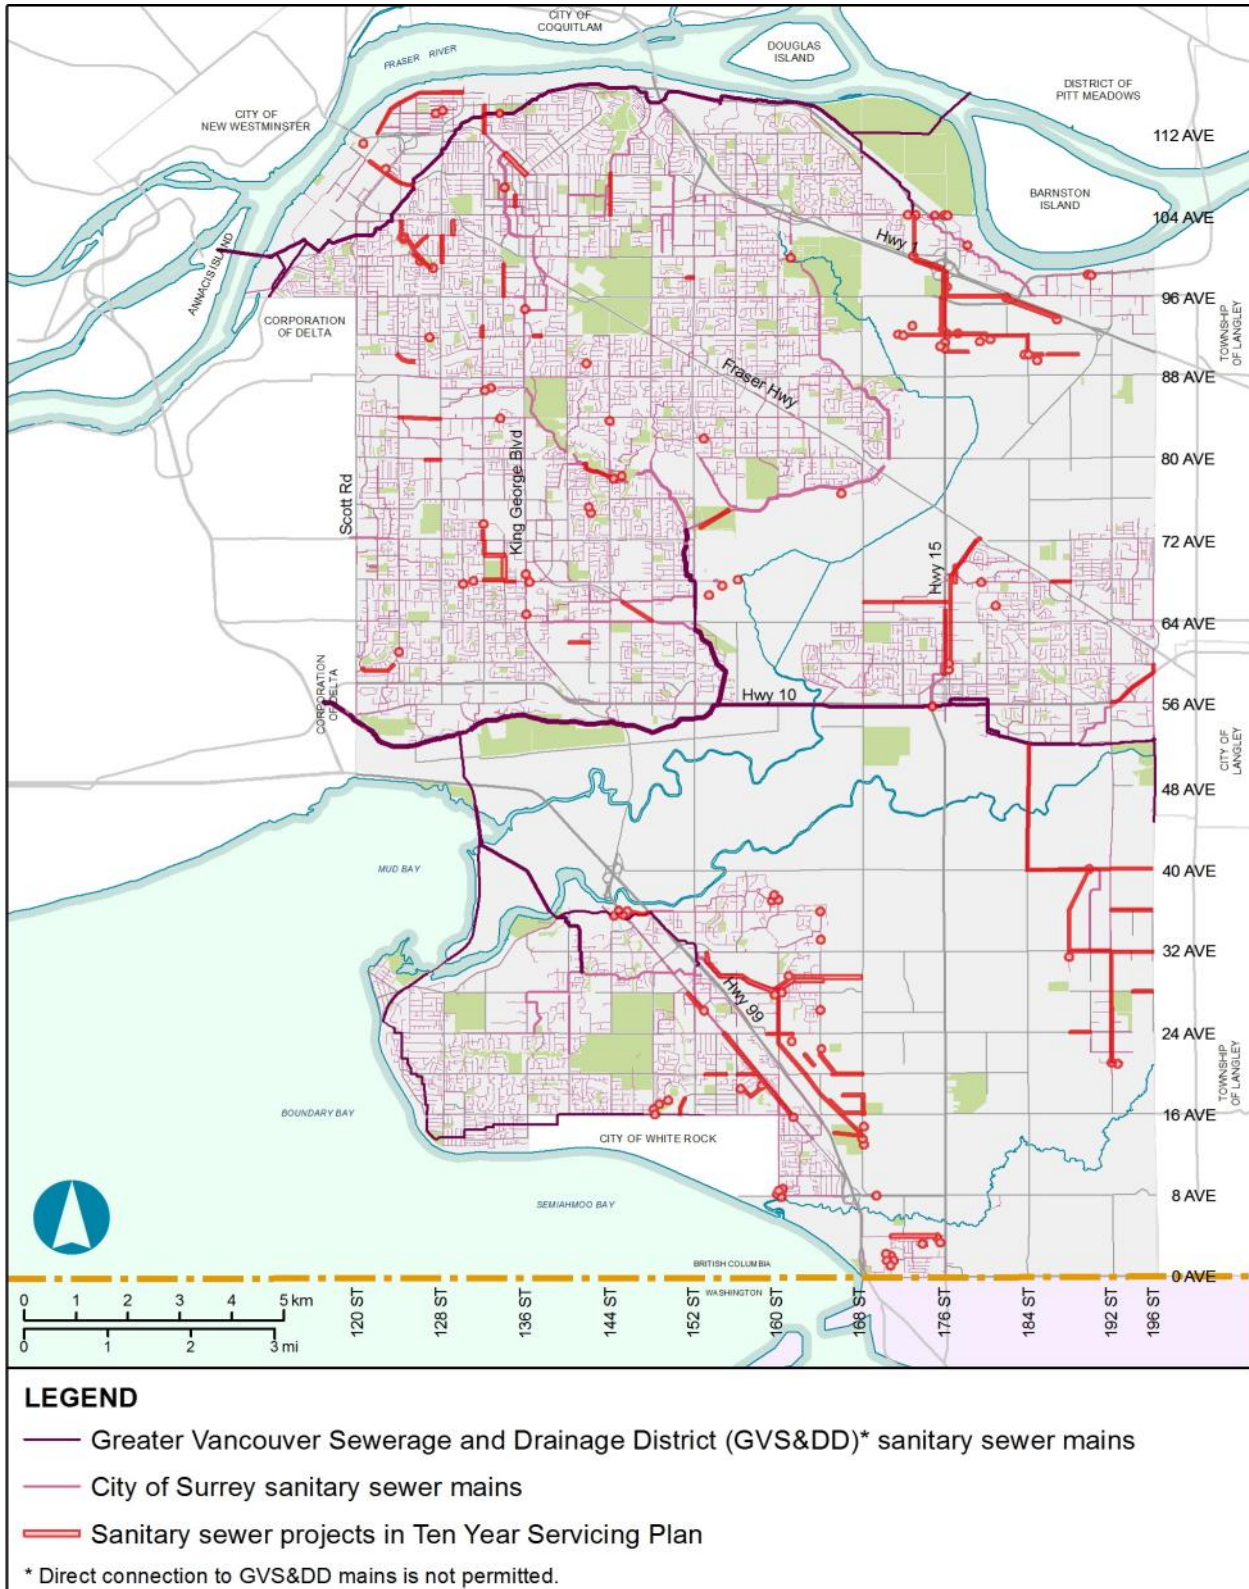 CITY OF
COQUITLAM
DOUGLAS
ISLAND
FRASER RIVER
DISTRICT OF
PITT MEADOWS
CITY OF
NEW WESTMINSTER
112 AVE
BARNSTON
ISLAND
104 AVE
Hwy 1
ANNACIS ISLAND
96 AVE
CORPORATION
OF DELTA
TOWNSHIP
OF LANGLEY
88 AVE
Fraser Hwy
King George Blvd
80 AVE
Scott Rd
72 AVE
Hwy 15
64 AVE
CORPORATION
OF DELTA
Hwy 10
56 AVE
CITY OF
LANGLEY
48 AVE
MUD BAY
40 AVE
32 AVE
Hwy 99
24 AVE
TOWNSHIP
OF LANGLEY
BOUNDARY BAY
16 AVE
CITY OF WHITE ROCK
SEMIAHMOO BAY
8 AVE
BRITISH COLUMBIA
0 AVE
WASHINGTON
0 1 2 3 4 5 km
0 1 2 3 mi
120 ST
128 ST
136 ST
144 ST
152 ST
160 ST
168 ST
176 ST
184 ST
192 ST
196 ST
LEGEND
Greater Vancouver Sewerage and Drainage District (GVS&DD)* sanitary sewer mains
City of Surrey sanitary sewer mains
Sanitary sewer projects in Ten Year Servicing Plan
* Direct connection to GVS&DD mains is not permitted.